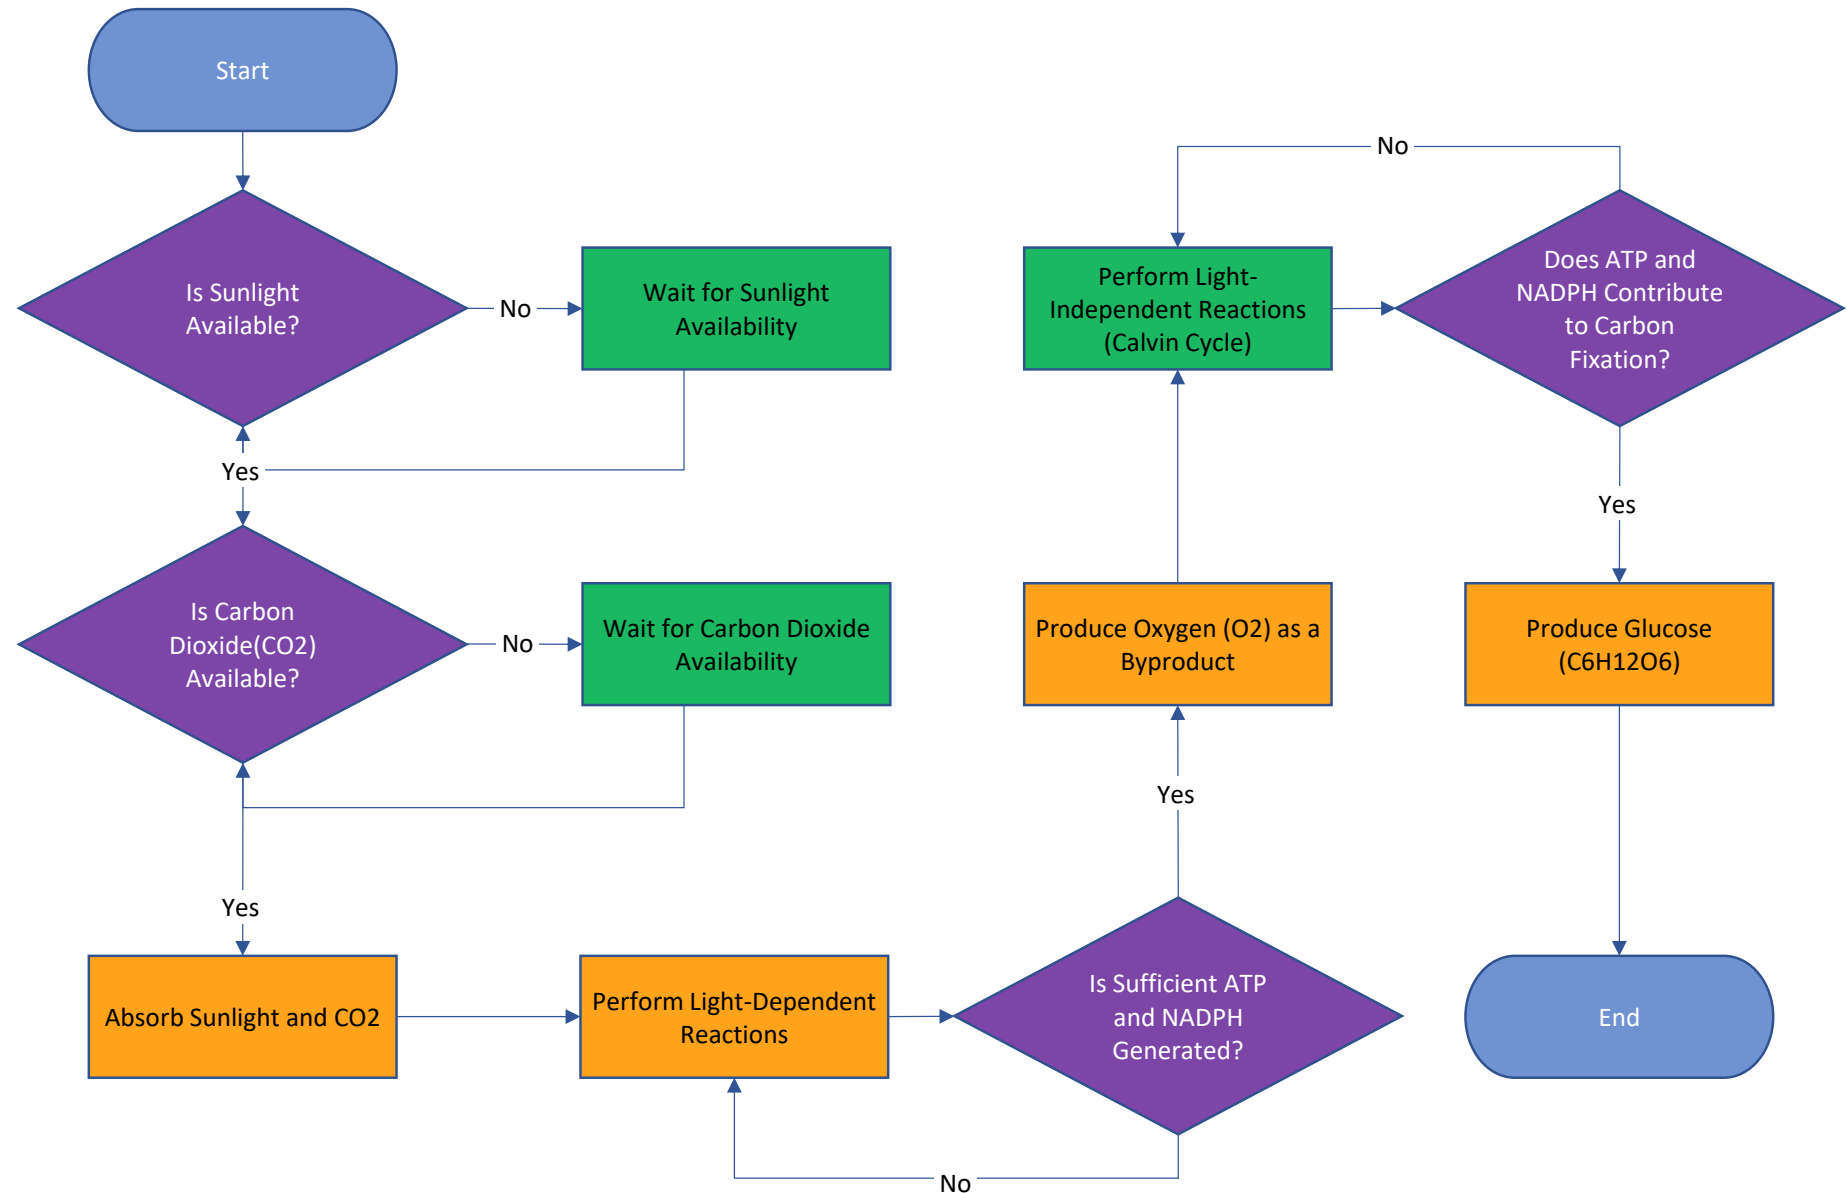 Start
Is Sunlight
Available?
No
Wait for Sunlight
Availability
Yes
Is Carbon
Dioxide(CO2)
Available?
No
Wait for Carbon Dioxide
Availability
Yes
Absorb Sunlight and CO2
Perform Light-Dependent
Reactions
Is Sufficient ATP
and NADPH
Generated?
No
Yes
Produce Oxygen (O2) as a
Byproduct
Perform Light-
Independent Reactions
(Calvin Cycle)
Does ATP and
NADPH Contribute
to Carbon
Fixation?
No
Yes
Produce Glucose
(C6H12O6)
End